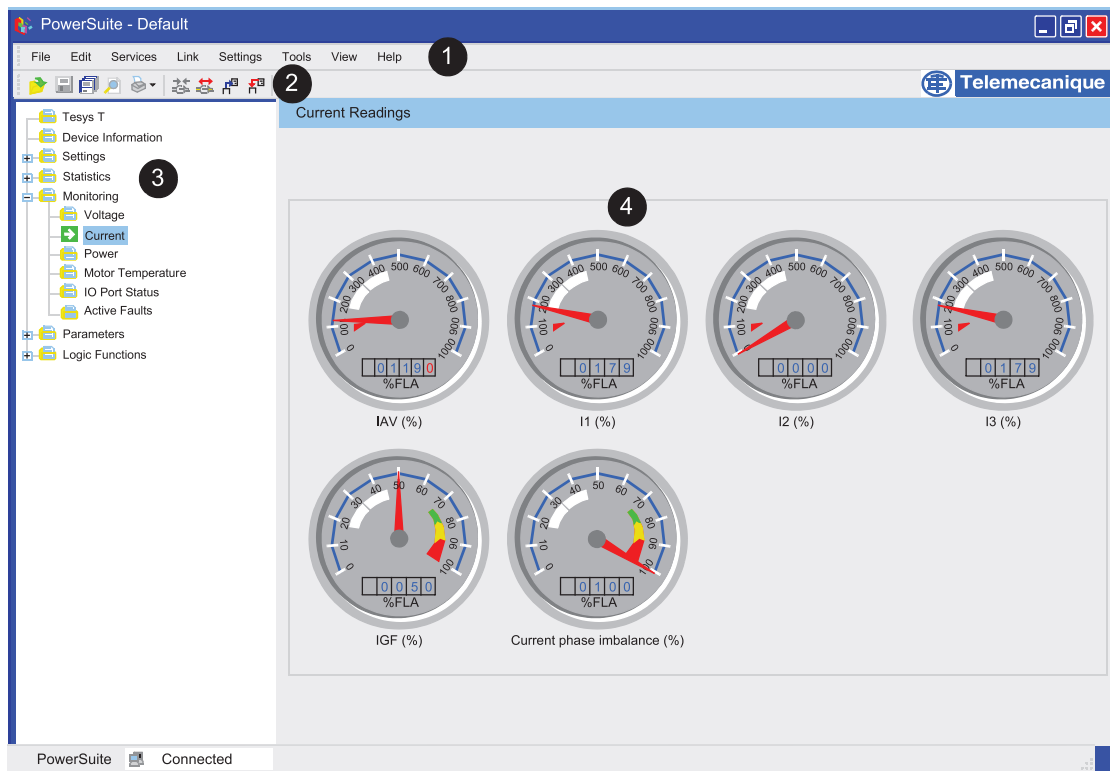 PowerSuite - Default
File Edit Services Link Settings Tools View Help 1
2
Telemecanique
Tesys T
Device Information
Settings
Statistics
3
Monitoring
Voltage
Current
Power
Motor Temperature
IO Port Status
Active Faults
Parameters
Logic Functions
Current Readings
4
0 100 200 300 400 500 600 700 800 900 1000
0119 0
%FLA
IAV (%)
0 100 200 300 400 500 600 700 800 900 1000
0179
%FLA
I1 (%)
0 100 200 300 400 500 600 700 800 900 1000
0000
%FLA
I2 (%)
0 100 200 300 400 500 600 700 800 900 1000
0179
%FLA
I3 (%)
0 10 20 30 40 50 60 70 80 90 100
0050
%FLA
IGF (%)
0 10 20 30 40 50 60 70 80 90 100
0100
%FLA
Current phase imbalance (%)
PowerSuite Connected